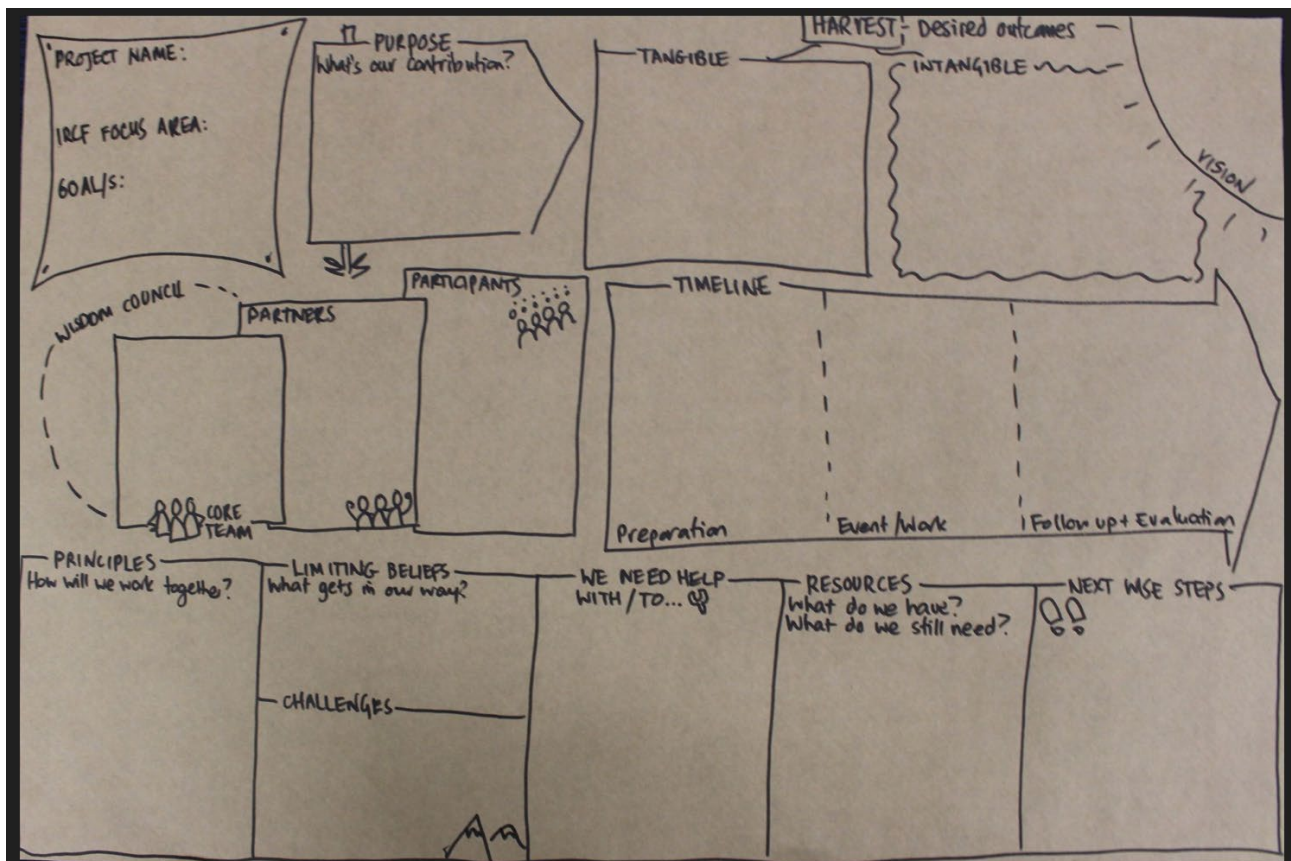 PROJECT NAME:
IRCF FOCUS AREA:
GOAL/S:
PURPOSE
What's our contribution?
HARVEST - Desired outcomes
TANGIBLE
INTANGIBLE
VISION
WISDOM COUNCIL
CORE
TEAM
PARTNERS
PARTICIPANTS
TIMELINE
Preparation
Event/Work
Follow up + Evaluation
PRINCIPLES
How will we work together?
LIMITING BELIEFS
What gets in our way?
CHALLENGES
WE NEED HELP
WITH/TO...
RESOURCES
What do we have?
What do we still need?
NEXT WISE STEPS